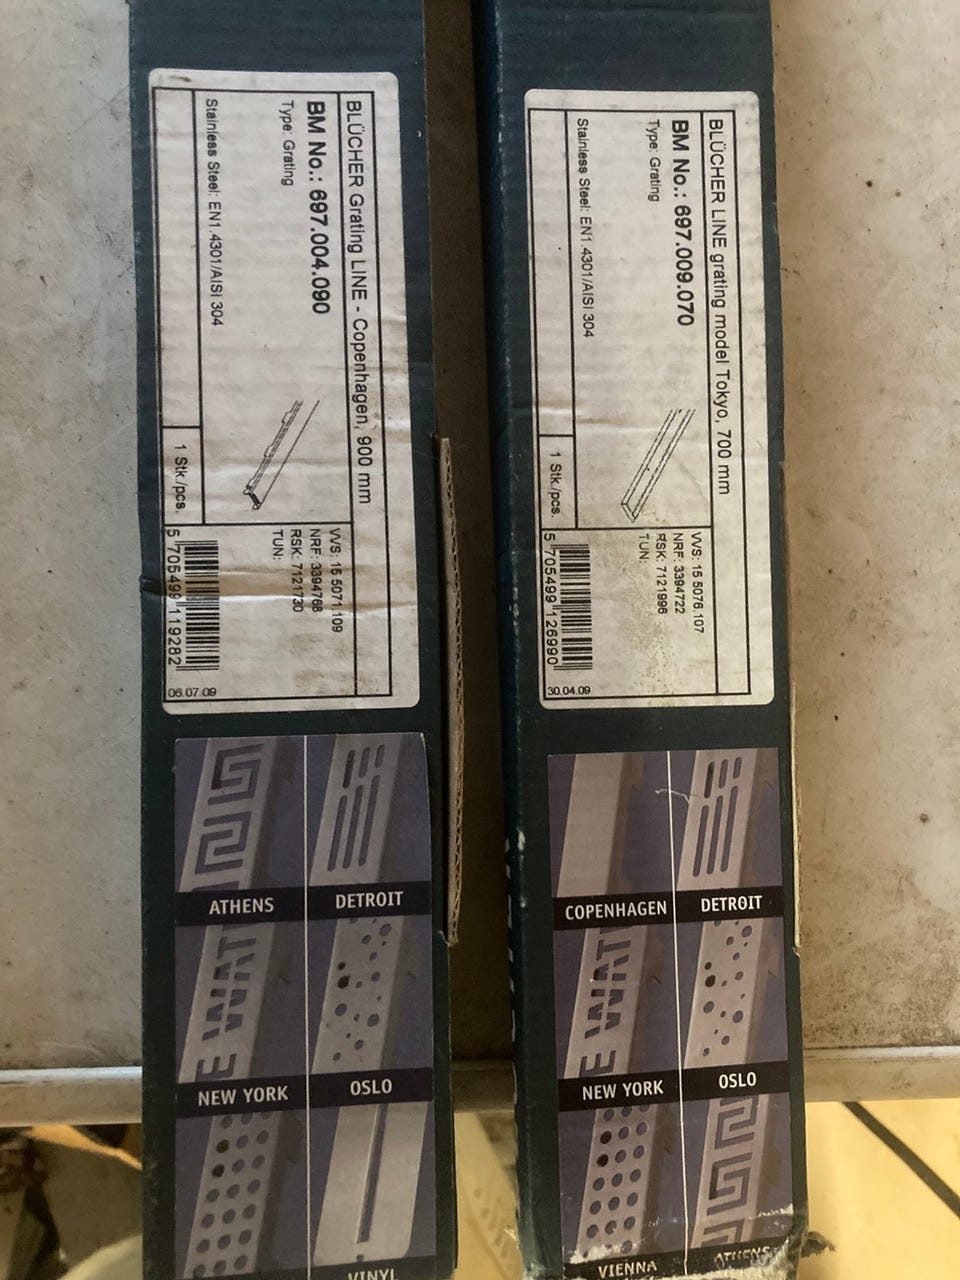 BLÜCHER Grating LINE - Copenhagen, 900 mm
BM No.: 697.004.090
Type: Grating
Stainless Steel: EN1.4301/AISI 304
1 Stk./pcs.
VVS: 15 5071.109
NRF: 3394768
RSK: 7121730
TUN:
5 705499 119282
06.07.09
ATHENS
DETROIT
E WAT
NEW YORK
OSLO
VINYL
BLÜCHER LINE grating model Tokyo, 700 mm
BM No.: 697.009.070
Type: Grating
Stainless Steel: EN1.4301/AISI 304
1 Stk./pcs.
VVS: 15 5076.107
NRF: 3394722
RSK: 7121996
TUN:
5 705499 126990
30.04.09
COPENHAGEN
DETROIT
E WAT
NEW YORK
OSLO
VIENNA
ATHENS